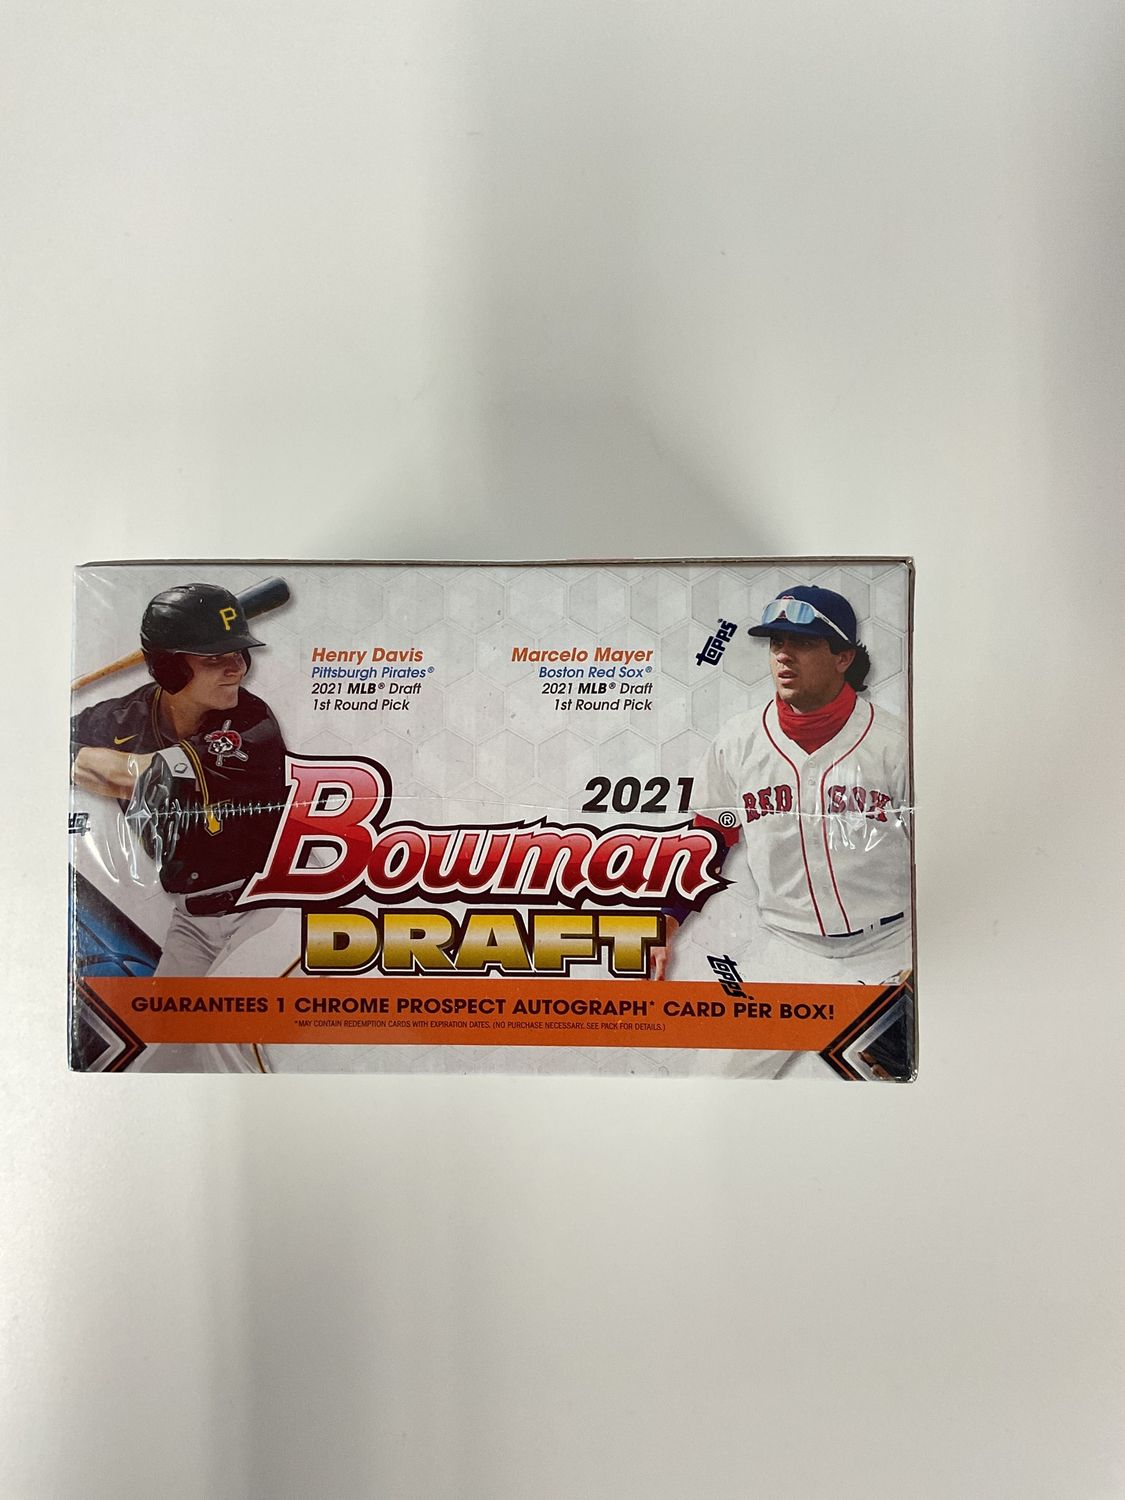 Henry Davis
Pittsburgh Pirates®
2021 MLB® Draft
1st Round Pick
Marcelo Mayer
Boston Red Sox®
2021 MLB® Draft
1st Round Pick
topps®
P
RED SOX
2021
Bowman®
DRAFT
topps
GUARANTEES 1 CHROME PROSPECT AUTOGRAPH* CARD PER BOX!
*MAY CONTAIN REDEMPTION CARDS WITH EXPIRATION DATES. (NO PURCHASE NECESSARY. SEE PACK FOR DETAILS.)